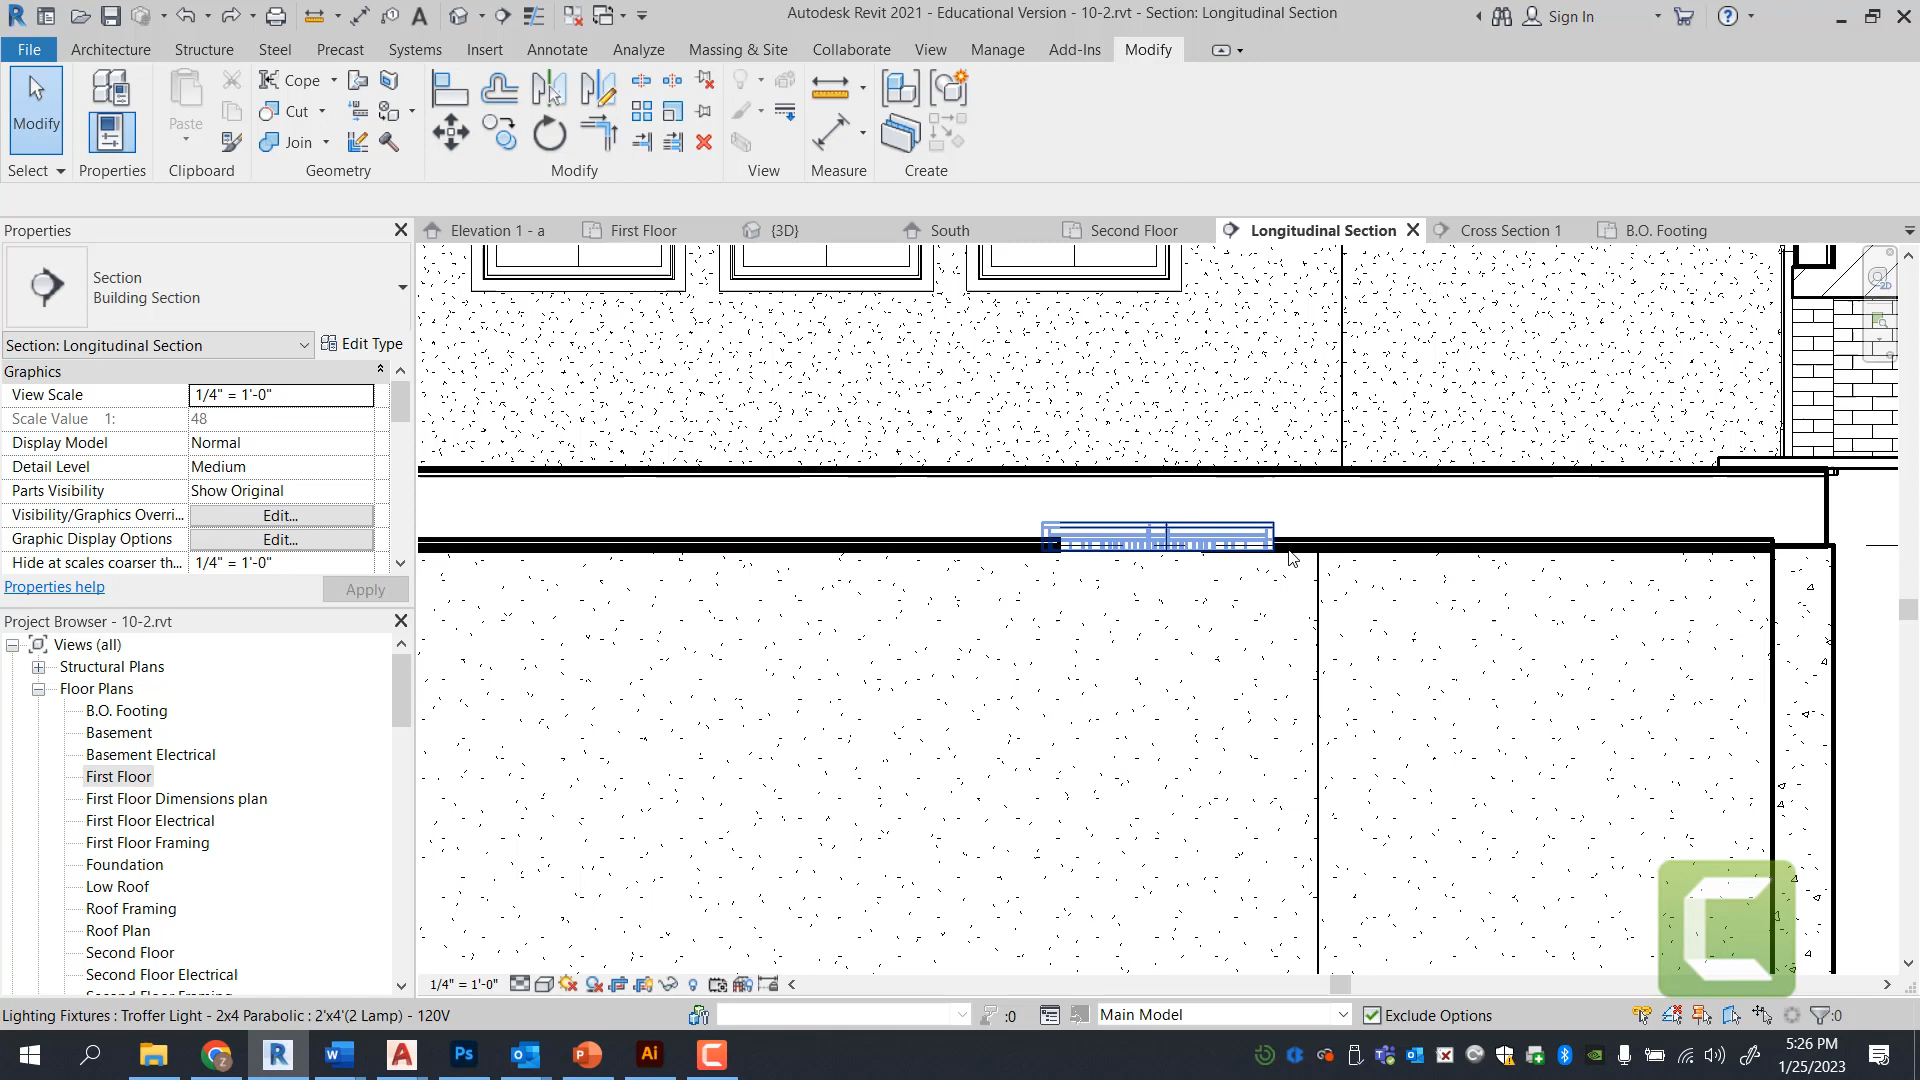 Autodesk Revit 2021 - Educational Version - 10-2.rvt - Section: Longitudinal Section
Sign In
File Architecture Structure Steel Precast Systems Insert Annotate Analyze Massing & Site Collaborate View Manage Add-Ins Modify
Modify
Paste
Cope
Cut
Join
Select Properties Clipboard Geometry Modify View Measure Create
Properties
Elevation 1 - a First Floor {3D} South Second Floor Longitudinal Section Cross Section 1 B.O. Footing
Section
Building Section
Section: Longitudinal Section Edit Type
Graphics
View Scale 1/4" = 1'-0"
Scale Value 1: 48
Display Model Normal
Detail Level Medium
Parts Visibility Show Original
Visibility/Graphics Overri... Edit...
Graphic Display Options Edit...
Hide at scales coarser th... 1/4" = 1'-0"
Properties help Apply
Project Browser - 10-2.rvt
Views (all)
Structural Plans
Floor Plans
B.O. Footing
Basement
Basement Electrical
First Floor
First Floor Dimensions plan
First Floor Electrical
First Floor Framing
Foundation
Low Roof
Roof Framing
Roof Plan
Second Floor
Second Floor Electrical
2D
1/4" = 1'-0"
Lighting Fixtures : Troffer Light - 2x4 Parabolic : 2'x4'(2 Lamp) - 120V
:0
Main Model
Exclude Options
:0
5:26 PM
1/25/2023